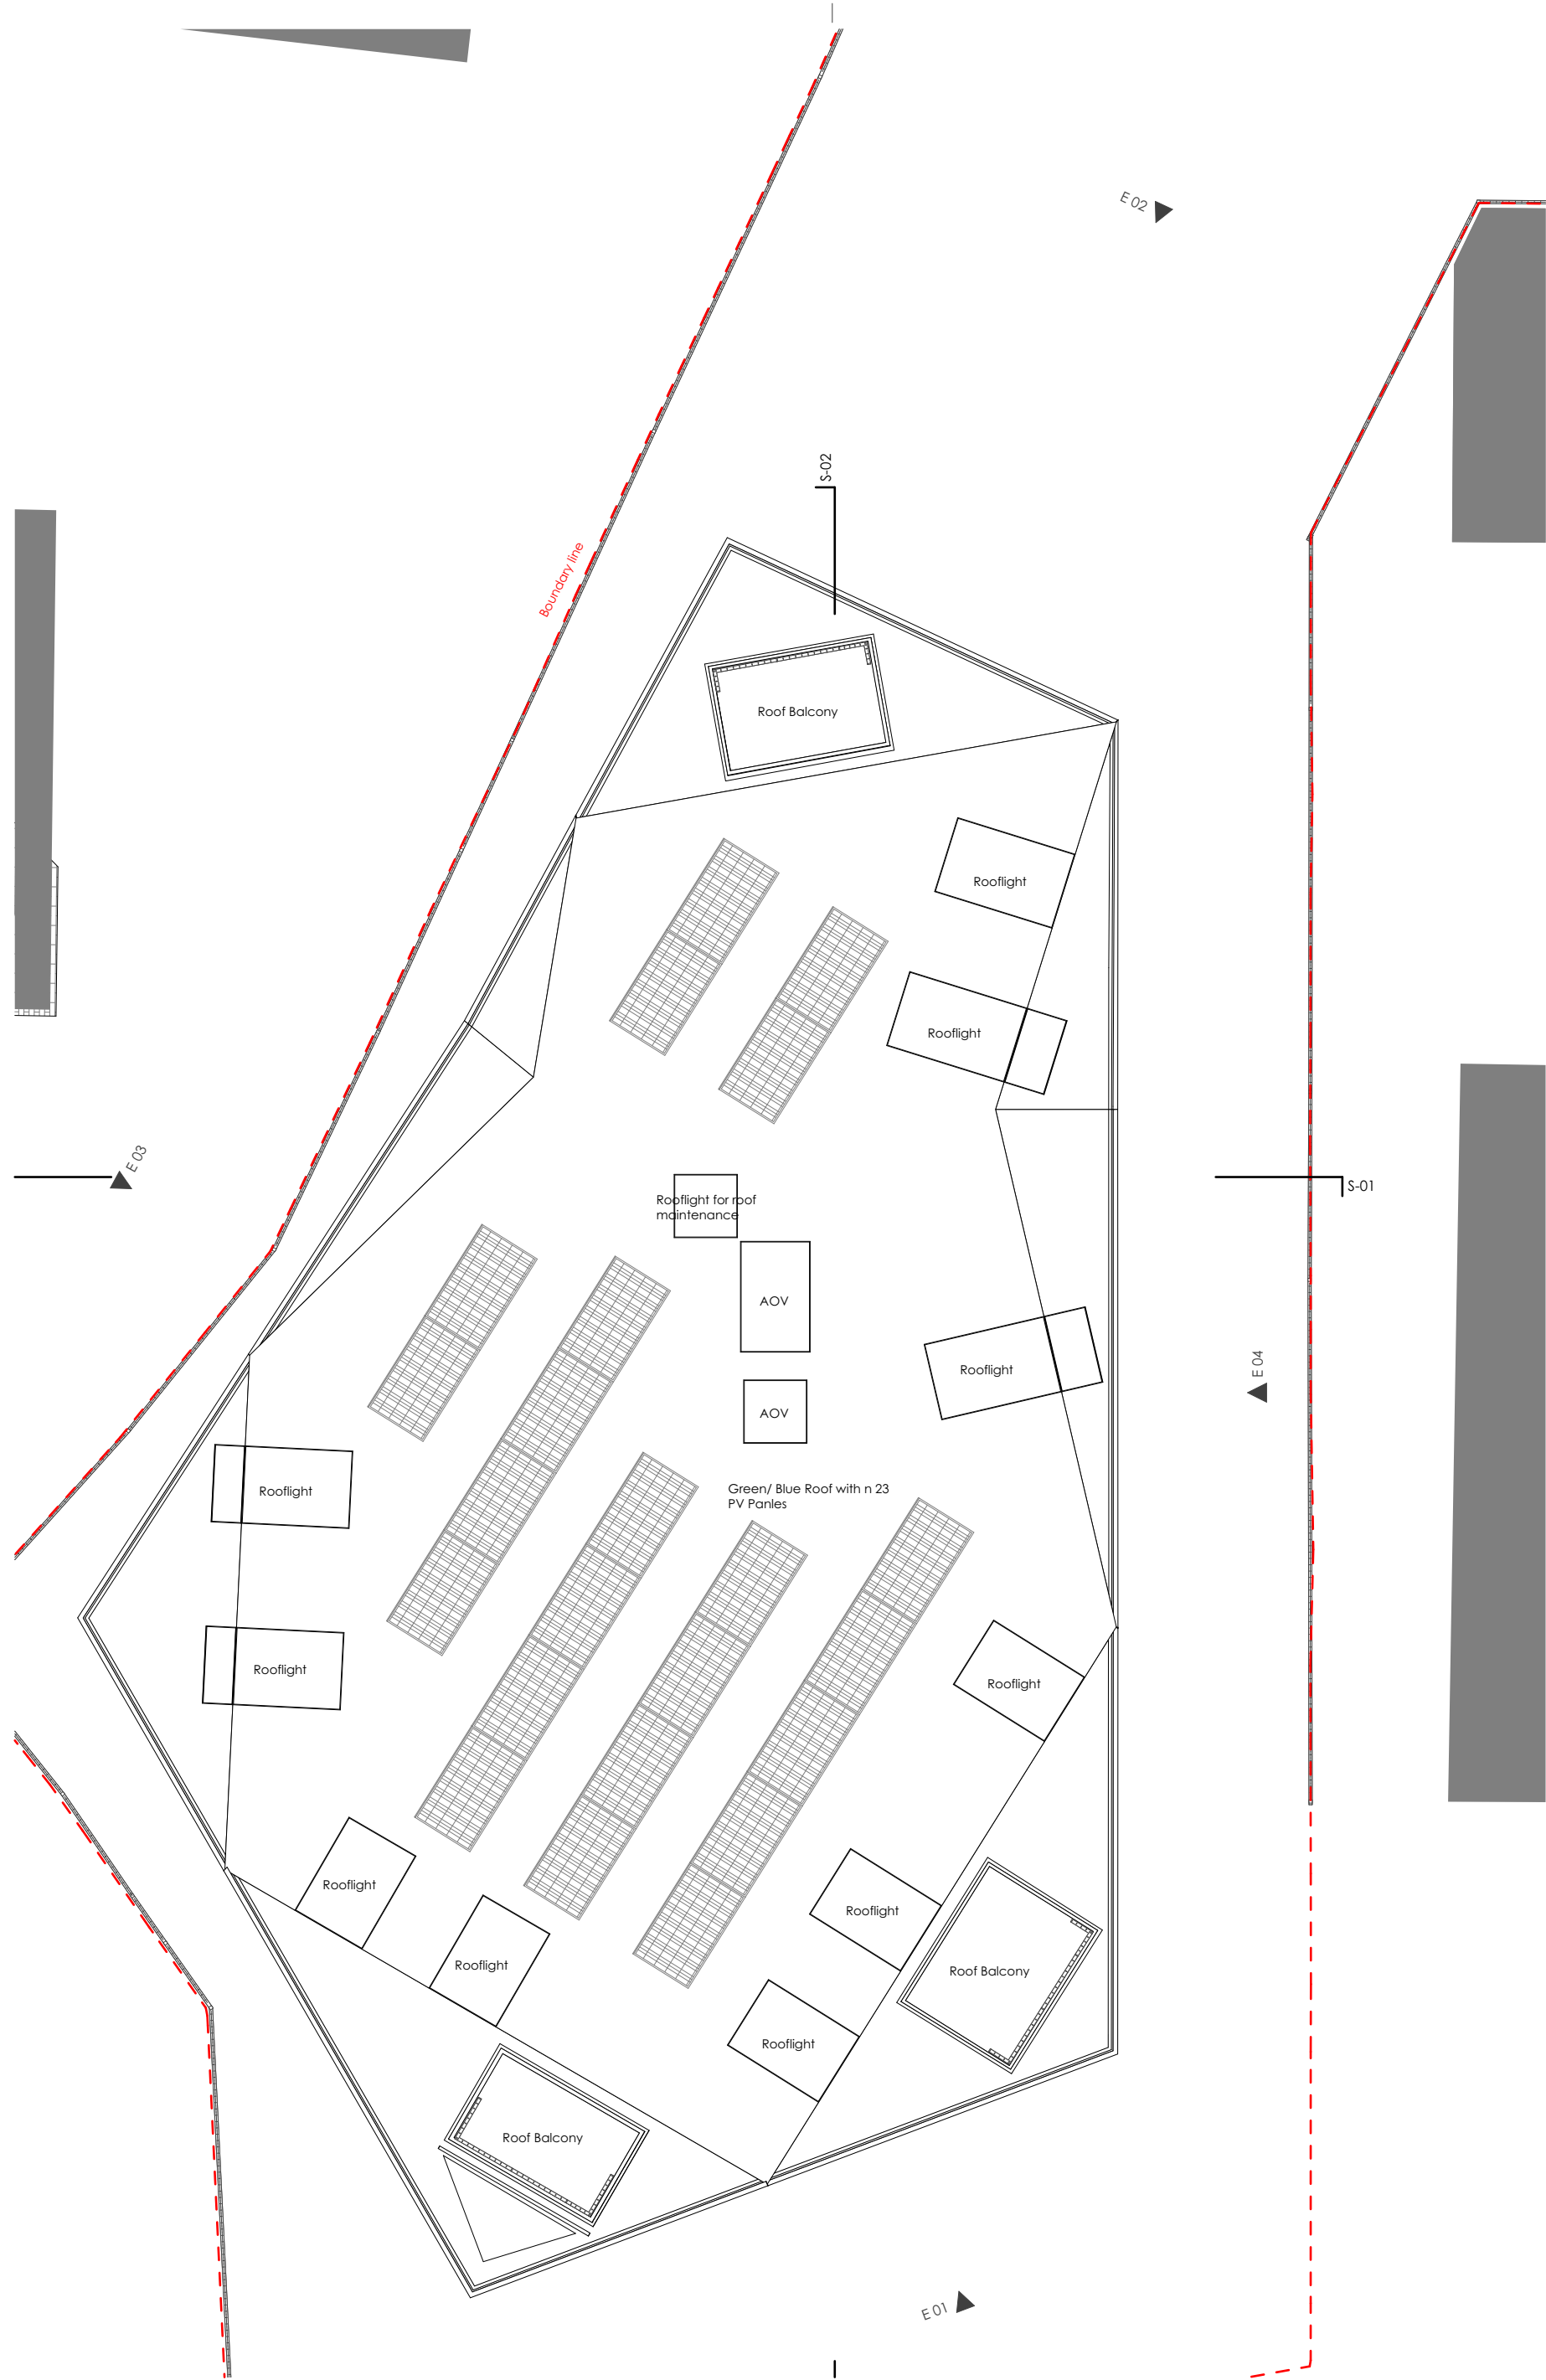 E 02
S-02
Boundary line
Roof Balcony
Rooflight
Rooflight
E 03
S-01
Rooflight for roof
maintenance
AOV
E 04
Rooflight
AOV
Rooflight
Green/ Blue Roof with n 23
PV Panles
Rooflight
Rooflight
Rooflight
Rooflight
Rooflight
Rooflight
Roof Balcony
Rooflight
Roof Balcony
E 01